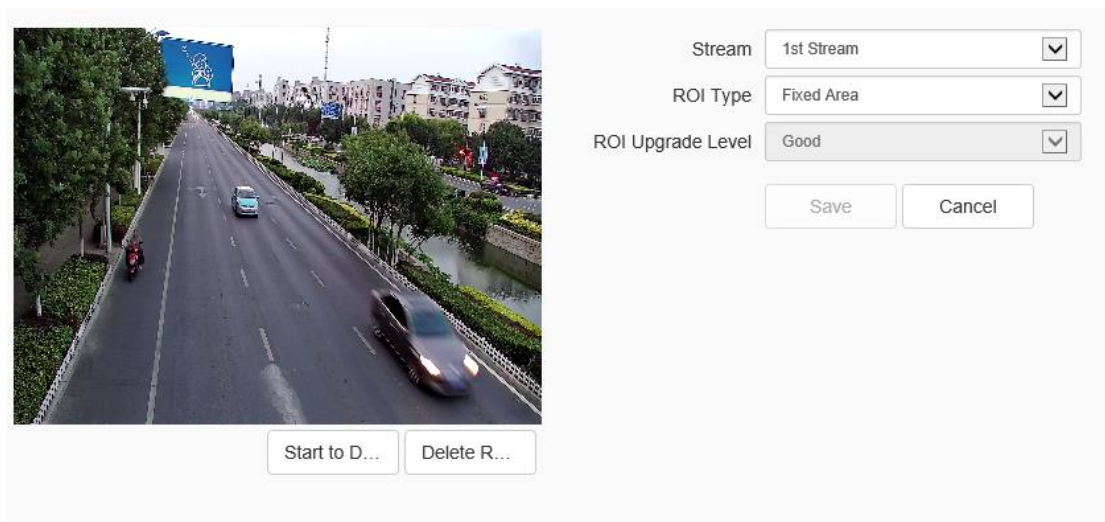 Stream 1st Stream
ROI Type Fixed Area
ROI Upgrade Level Good
Save Cancel
Start to D... Delete R...